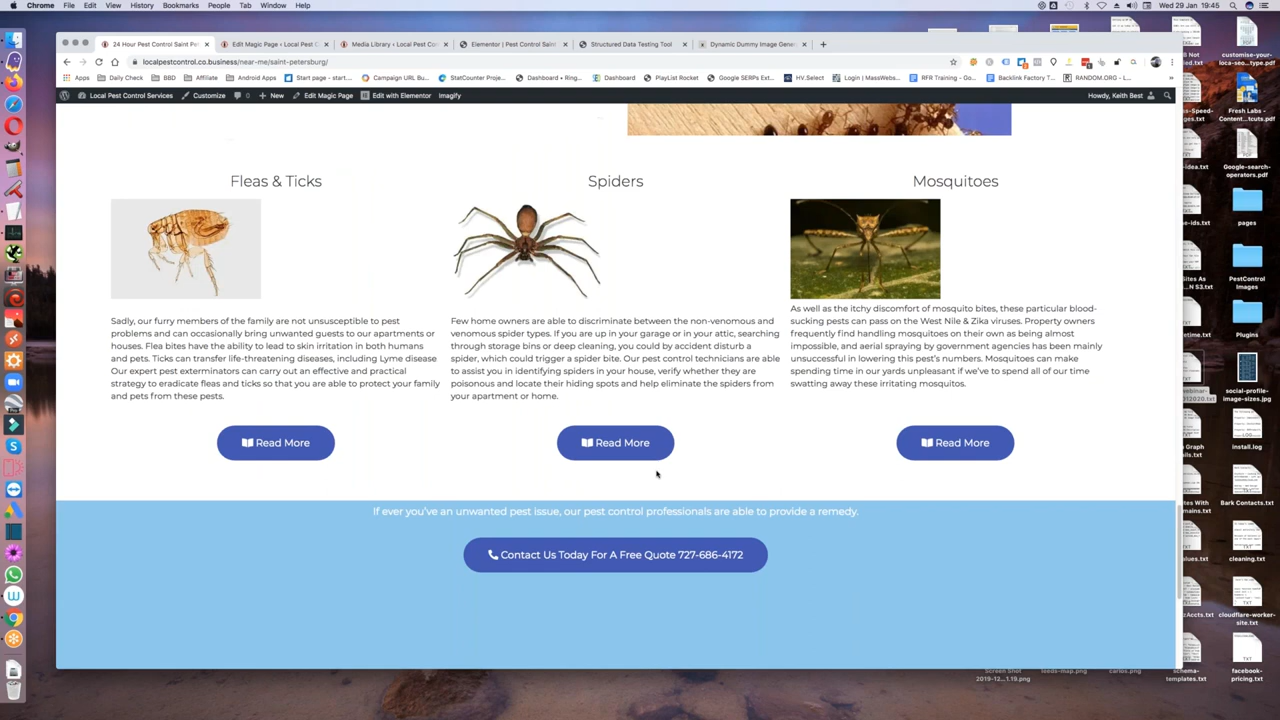 Chrome File Edit View History Bookmarks People Tab Window Help
Wed 29 Jan 19:45
24 Hour Pest Control Saint Pe
Edit Magic Page ‹ Local Pest C
Media Library ‹ Local Pest Con
Elementor | Pest Control Saint
Structured Data Testing Tool
Dynamic Dummy Image Gener
localpestcontrol.co.business/near-me/saint-petersburg/
Apps Daily Check BBD Affiliate Android Apps Start page - start... Campaign URL Bu... StatCounter Proje... Dashboard • Ring... Dashboard PlayList Rocket Google SERPs Ext... HV.Select Login | MassWebs... RFR Training - Go... Backlink Factory T... RANDOM.ORG - L...
Local Pest Control Services Customize 0 New Edit Magic Page Edit with Elementor Imagify Howdy, Keith Best
Fleas & Ticks
Sadly, our furry members of the family are not unsusceptible to pest
problems and can occasionally bring unwanted guests to our apartments or
houses. Flea bites have the ability to lead to skin irritation in both humans
and pets. Ticks can transfer life-threatening diseases, including Lyme disease
Our expert pest exterminators can carry out an effective and practical
strategy to eradicate fleas and ticks so that you are able to protect your family
and pets from these pests.
Read More
Spiders
Few home owners are able to discriminate between the non-venomous and
venomous spider types. If you are up in your garage or in your attic, searching
through storage bins or deep cleaning, you could by accident disturb a
spider, which could trigger a spider bite. Our pest control technicians are able
to assist you in identifying spiders in your house, verify whether they are
poisonous and locate their hiding spots and help eliminate the spiders from
your apartment or home.
Read More
Mosquitoes
As well as the itchy discomfort of mosquito bites, these particular blood-
sucking pests can pass on the West Nile & Zika viruses. Property owners
frequently find handling mosquitoes on their own as being almost
impossible, and aerial spraying by government agencies has been mainly
unsuccessful in lowering this pest's numbers. Mosquitoes can make
spending time in our yards unpleasant if we've to spend all of our time
swatting away these irritating mosquitoes.
Read More
If ever you've an unwanted pest issue, our pest control professionals are able to provide a remedy.
Contact Us Today For A Free Quote 727-686-4172
customise-your-
loca-seo...type.pdf
Fresh Labs -
Content...tcuts.pdf
Google-search-
operators.pdf
pages
PestControl
Images
Plugins
social-profile-
image-sizes.jpg
install.log
Bark Contacts.txt
cleaning.txt
cloudflare-worker-
site.txt
facebook-
pricing.txt
schema-
templates.txt
Screen Shot
2019-12...1.19.png
leeds-map.png
carlos.png